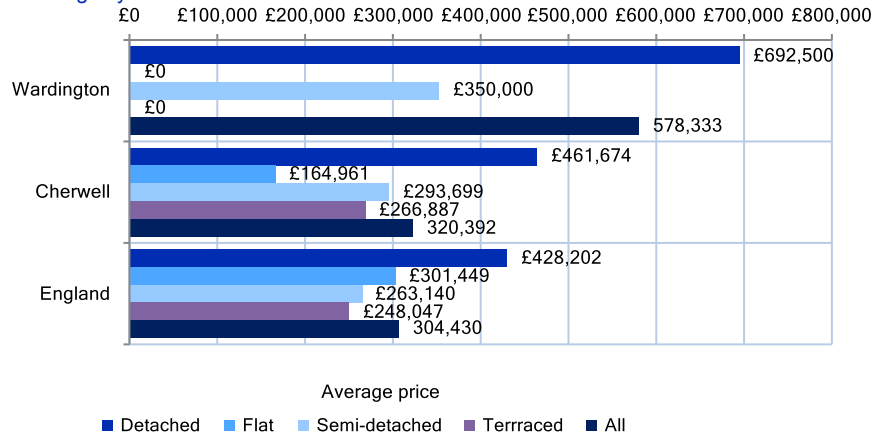 £0 £100,000 £200,000 £300,000 £400,000 £500,000 £600,000 £700,000 £800,000
£692,500
£0
Wardington £350,000
£0
578,333
£461,674
£164,961
Cherwell £293,699
£266,887
320,392
£428,202
£301,449
England £263,140
£248,047
304,430
Average price
Detached Flat Semi-detached Terrraced All